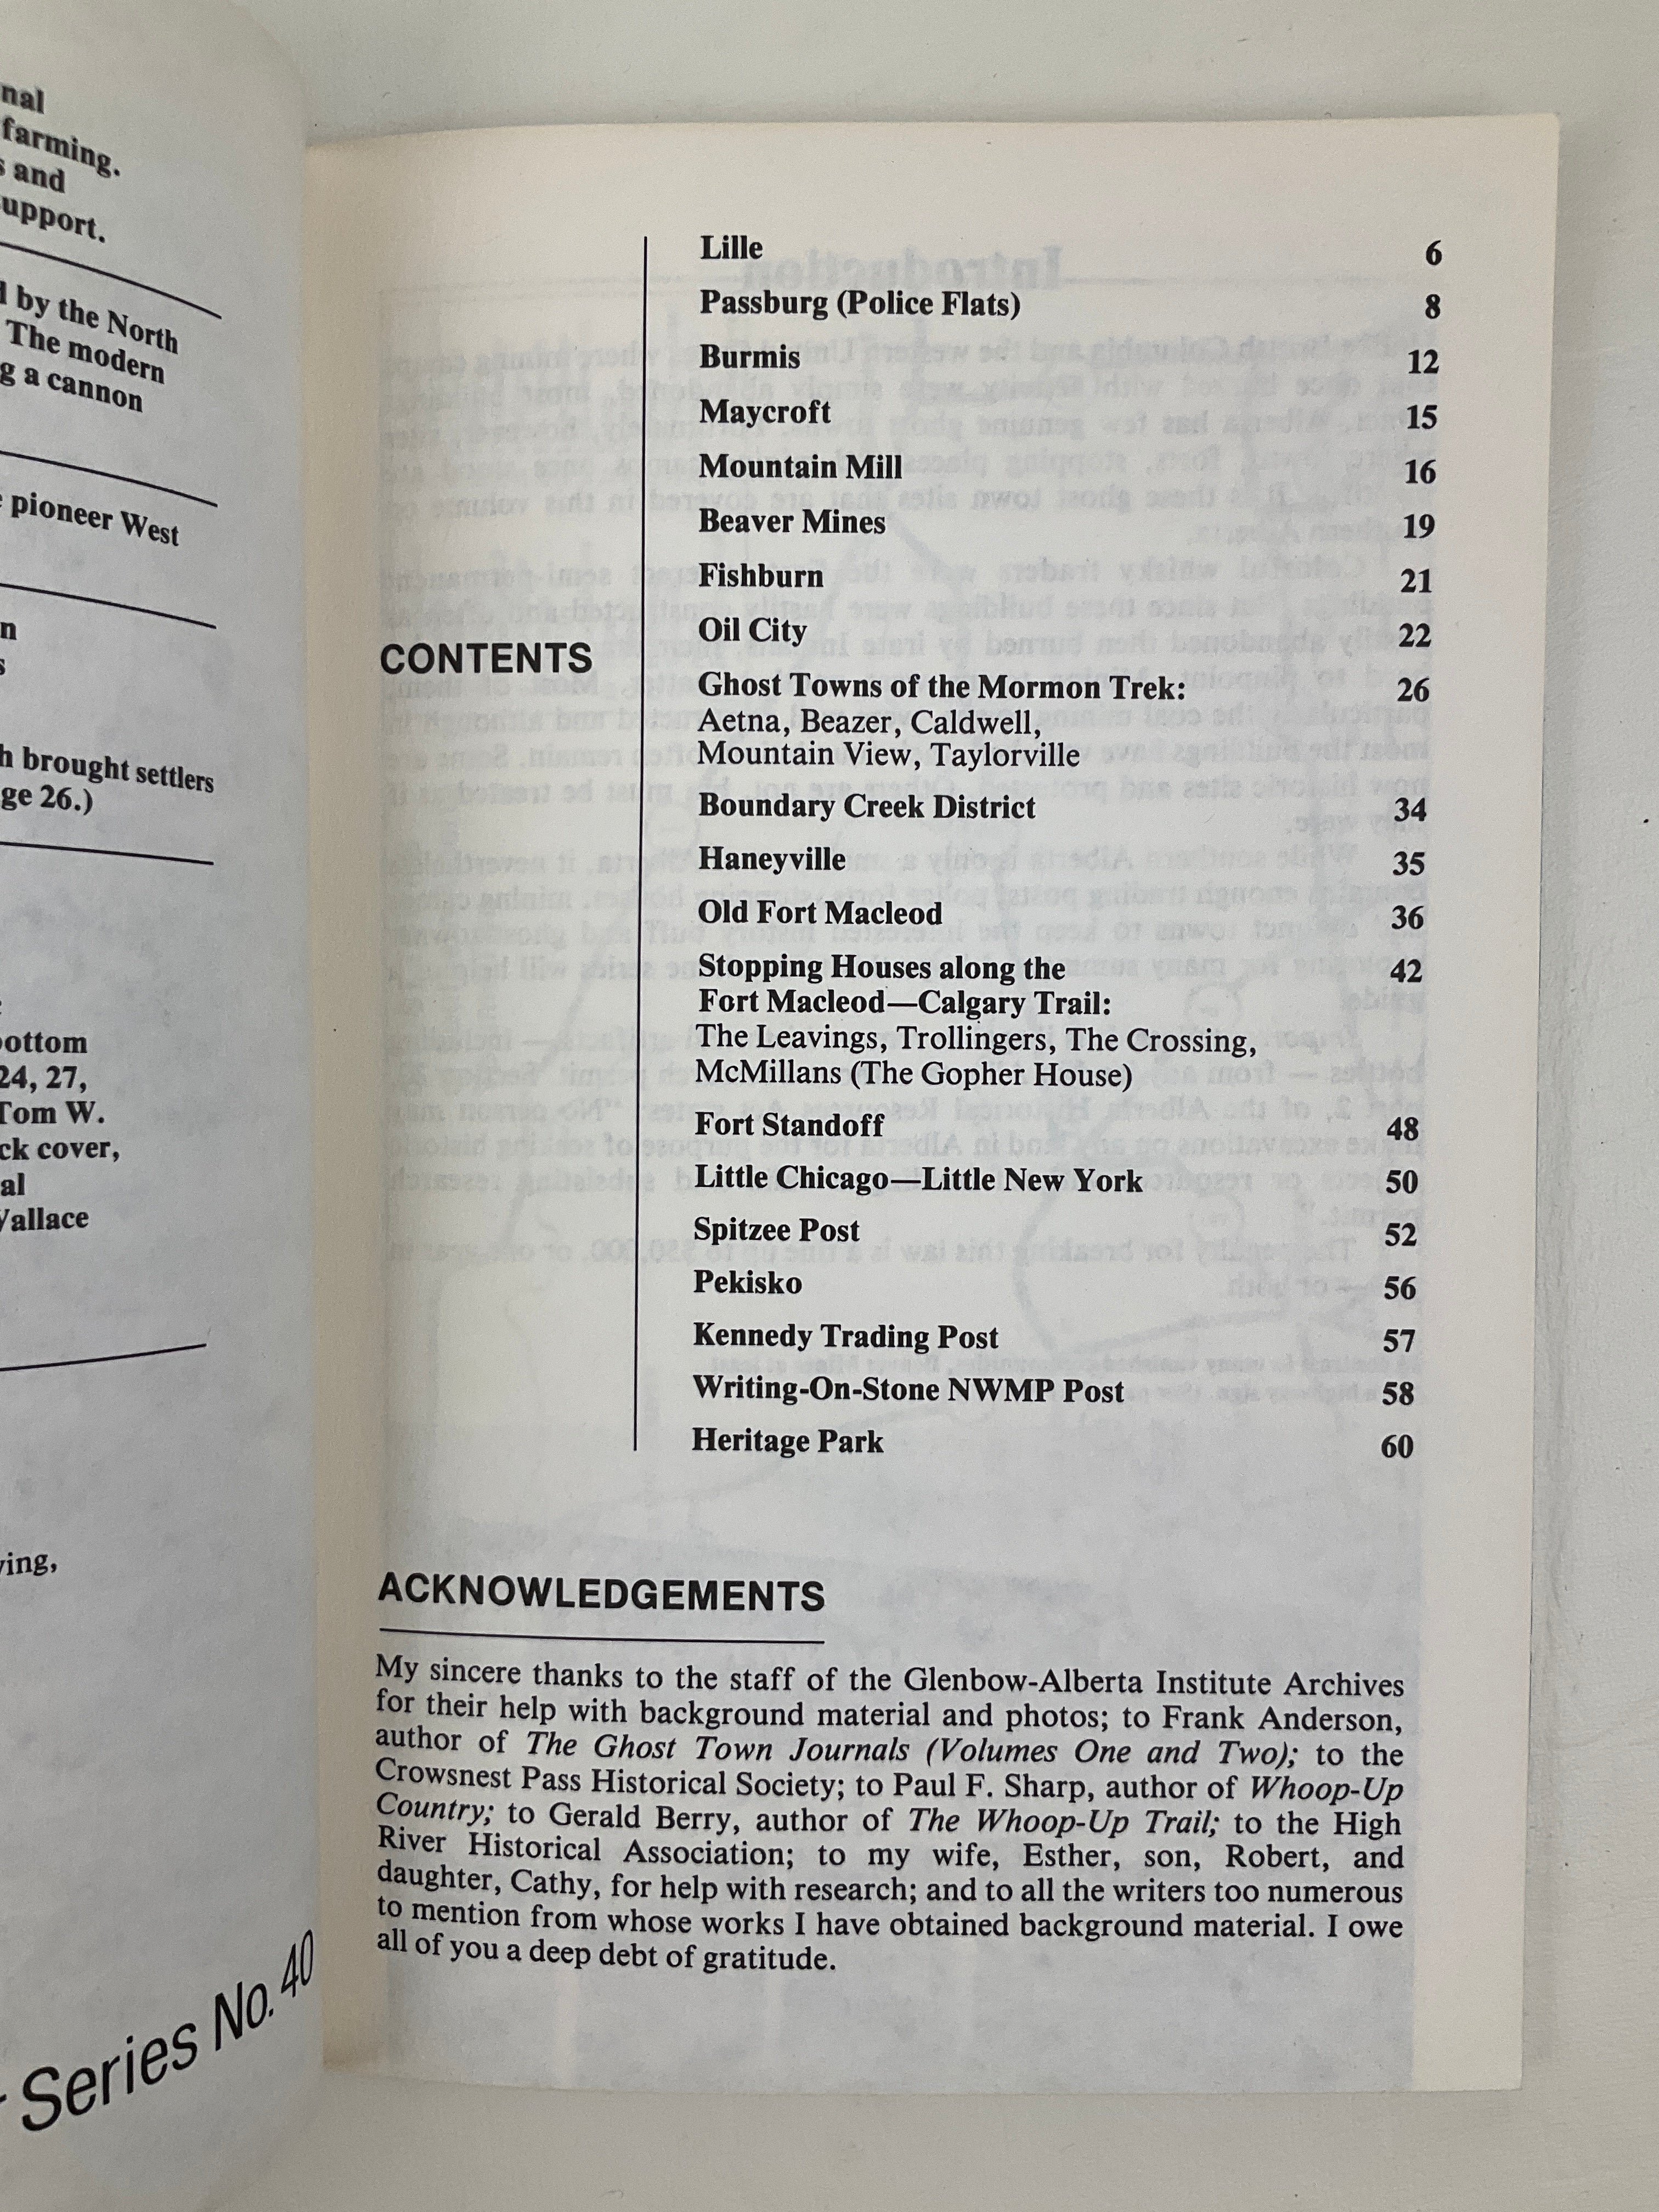 nal
farming.
s and
upport.
by the North
The modern
g a cannon
pioneer West
n
s
h brought settlers
ge 26.)
ottom
24, 27,
Tom W.
ck cover,
al
Vallace
ving,
Series No. 40
CONTENTS
Lille 6
Passburg (Police Flats) 8
Burmis 12
Maycroft 15
Mountain Mill 16
Beaver Mines 19
Fishburn 21
Oil City 22
Ghost Towns of the Mormon Trek: 26
Aetna, Beazer, Caldwell,
Mountain View, Taylorville
Boundary Creek District 34
Haneyville 35
Old Fort Macleod 36
Stopping Houses along the 42
Fort Macleod—Calgary Trail:
The Leavings, Trollingers, The Crossing,
McMillans (The Gopher House)
Fort Standoff 48
Little Chicago—Little New York 50
Spitzee Post 52
Pekisko 56
Kennedy Trading Post 57
Writing-On-Stone NWMP Post 58
Heritage Park 60
ACKNOWLEDGEMENTS
My sincere thanks to the staff of the Glenbow-Alberta Institute Archives
for their help with background material and photos; to Frank Anderson,
author of The Ghost Town Journals (Volumes One and Two); to the
Crowsnest Pass Historical Society; to Paul F. Sharp, author of Whoop-Up
Country; to Gerald Berry, author of The Whoop-Up Trail; to the High
River Historical Association; to my wife, Esther, son, Robert, and
daughter, Cathy, for help with research; and to all the writers too numerous
to mention from whose works I have obtained background material. I owe
all of you a deep debt of gratitude.